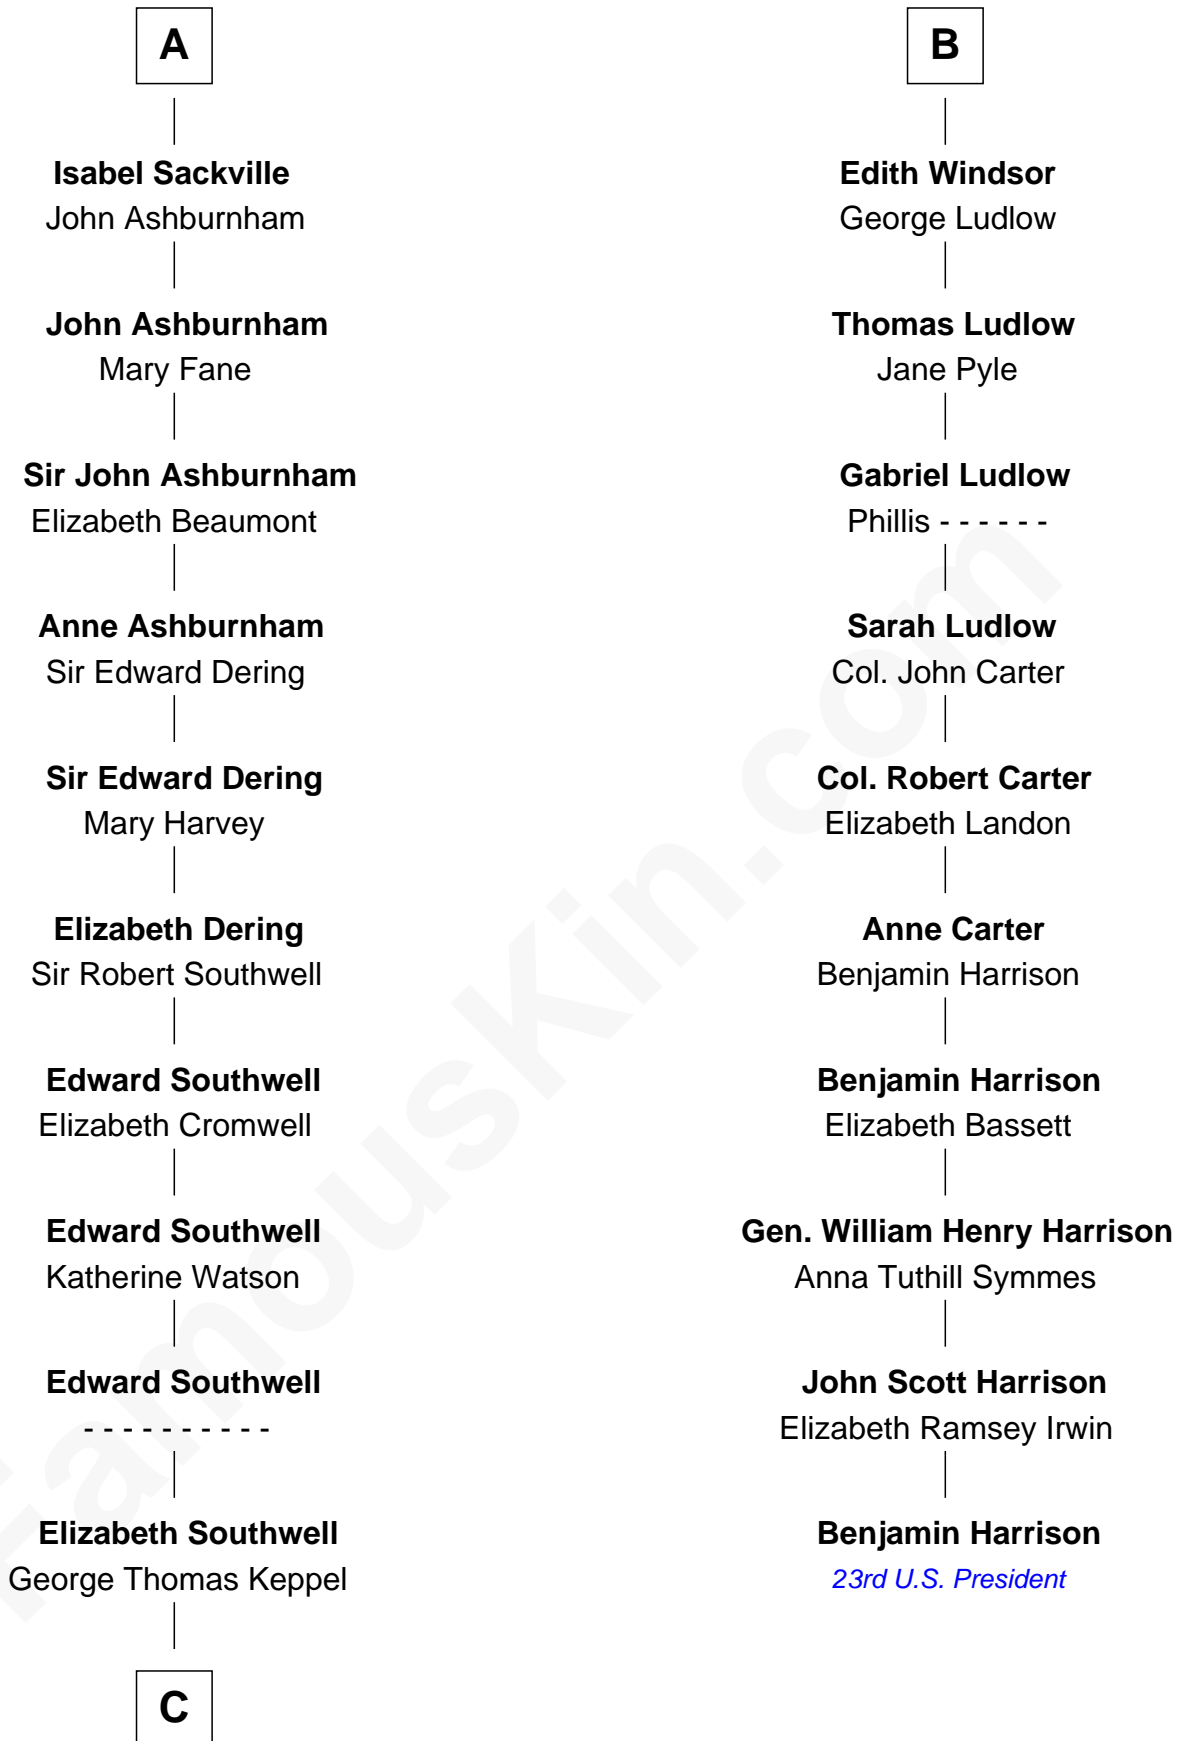 A
Isabel Sackville
John Ashburnham
John Ashburnham
Mary Fane
Sir John Ashburnham
Elizabeth Beaumont
Anne Ashburnham
Sir Edward Dering
Sir Edward Dering
Mary Harvey
Elizabeth Dering
Sir Robert Southwell
Edward Southwell
Elizabeth Cromwell
Edward Southwell
Katherine Watson
Edward Southwell
- - - - - - - - - -
Elizabeth Southwell
George Thomas Keppel
C
B
Edith Windsor
George Ludlow
Thomas Ludlow
Jane Pyle
Gabriel Ludlow
Phillis - - - - - -
Sarah Ludlow
Col. John Carter
Col. Robert Carter
Elizabeth Landon
Anne Carter
Benjamin Harrison
Benjamin Harrison
Elizabeth Bassett
Gen. William Henry Harrison
Anna Tuthill Symmes
John Scott Harrison
Elizabeth Ramsey Irwin
Benjamin Harrison
23rd U.S. President
FamousKin.com